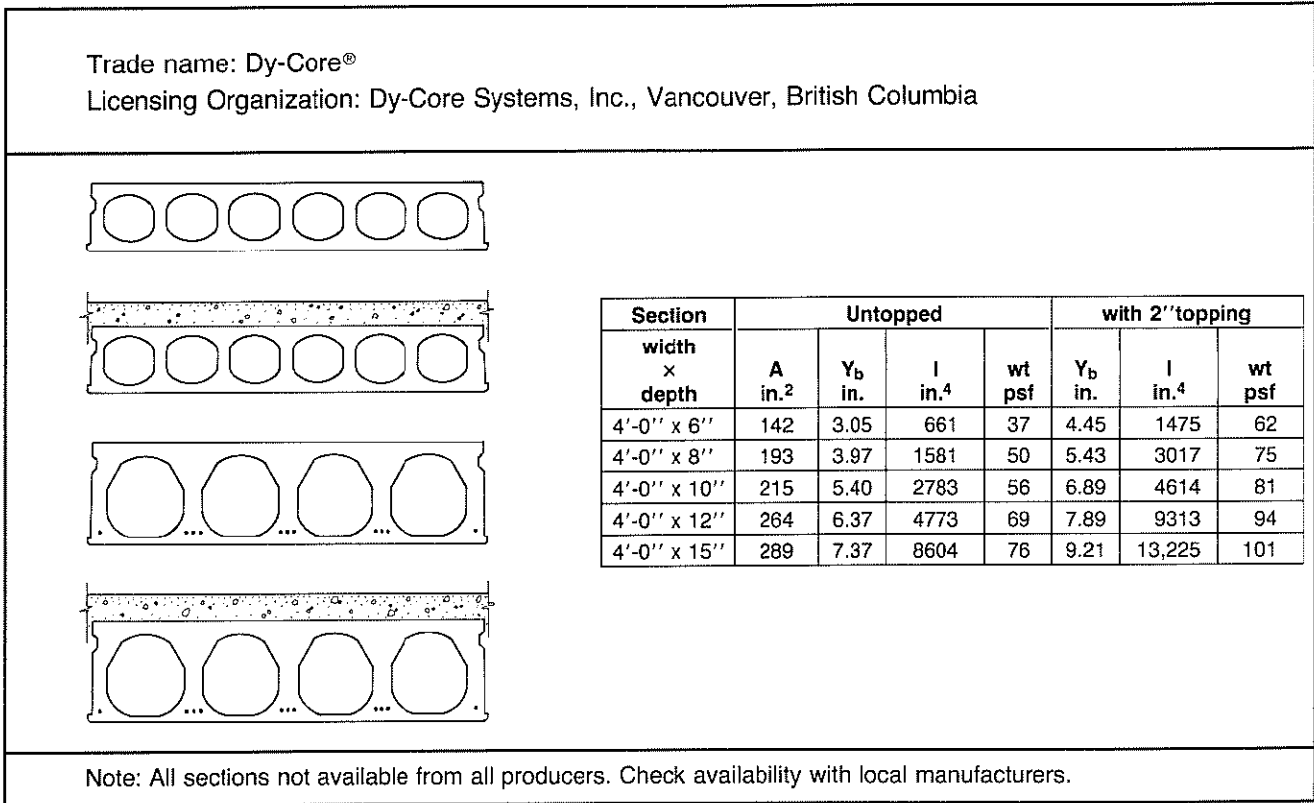 Trade name: Dy-Core®
Licensing Organization: Dy-Core Systems, Inc., Vancouver, British Columbia
Section Untopped with 2''topping
width × depth A in.² Yb in. I in.⁴ wt psf Yb in. I in.⁴ wt psf
4'-0'' x 6'' 142 3.05 661 37 4.45 1475 62
4'-0'' x 8'' 193 3.97 1581 50 5.43 3017 75
4'-0'' x 10'' 215 5.40 2783 56 6.89 4614 81
4'-0'' x 12'' 264 6.37 4773 69 7.89 9313 94
4'-0'' x 15'' 289 7.37 8604 76 9.21 13,225 101
Note: All sections not available from all producers. Check availability with local manufacturers.